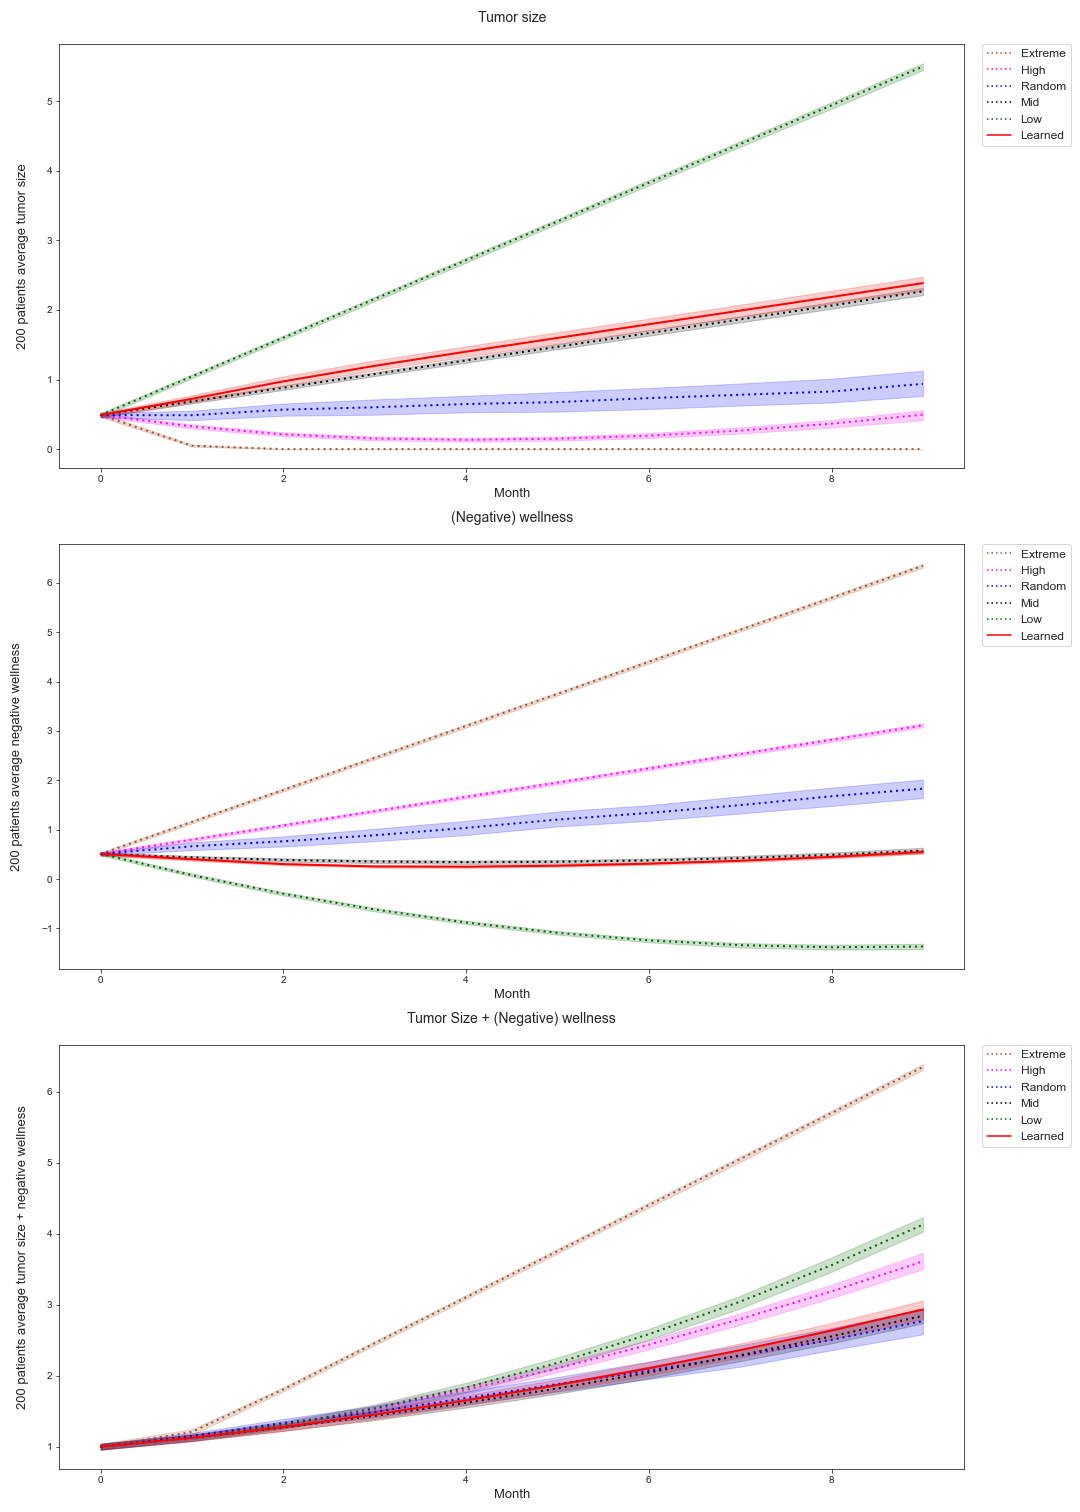 Tumor size
5
4
3
2
1
0
0
2
4
6
8
200 patients average tumor size
Month
Extreme
High
Random
Mid
Low
Learned
(Negative) wellness
6
5
4
3
2
1
0
−1
0
2
4
6
8
200 patients average negative wellness
Month
Extreme
High
Random
Mid
Low
Learned
Tumor Size + (Negative) wellness
6
5
4
3
2
1
0
2
4
6
8
200 patients average tumor size + negative wellness
Month
Extreme
High
Random
Mid
Low
Learned